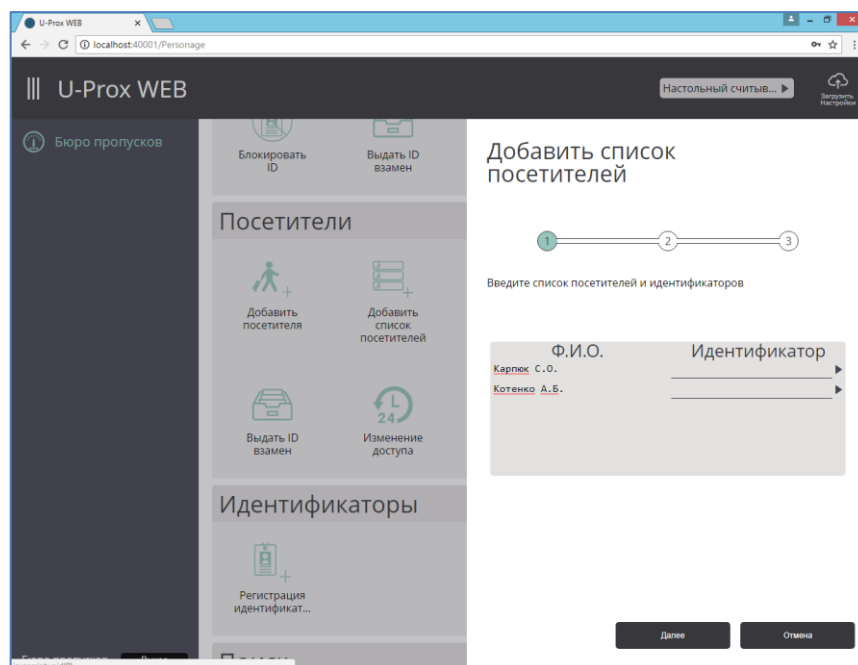 U-Prox WEB
localhost:40001/Personage
U-Prox WEB
Настольный считыв...
Загрузить
Настройки
Бюро пропусков
Блокировать
ID
Выдать ID
взамен
Посетители
Добавить
посетителя
Добавить
список
посетителей
Выдать ID
взамен
24
Изменение
доступа
Идентификаторы
Регистрация
идентификат...
Добавить список
посетителей
1
2
3
Введите список посетителей и идентификаторов
Ф.И.О.
Идентификатор
Карпюк С.О.
Котенко А.Б.
Далее
Отмена